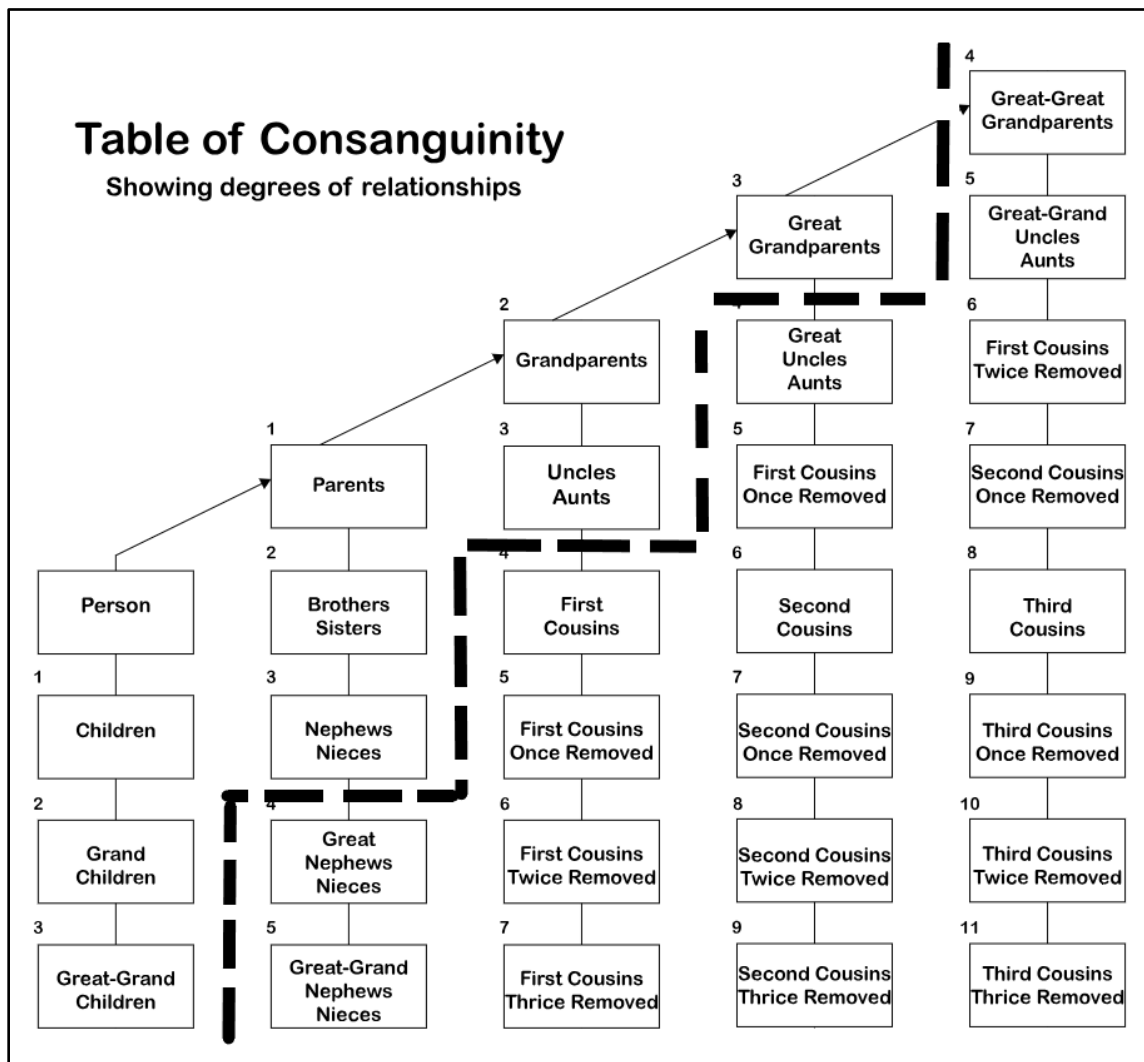 Table of Consanguinity
Showing degrees of relationships
4
Great-Great
Grandparents
3
Great
Grandparents
5
Great-Grand
Uncles
Aunts
2
Grandparents
4
Great
Uncles
Aunts
6
First Cousins
Twice Removed
1
Parents
3
Uncles
Aunts
5
First Cousins
Once Removed
7
Second Cousins
Once Removed
Person
2
Brothers
Sisters
4
First
Cousins
6
Second
Cousins
8
Third
Cousins
1
Children
3
Nephews
Nieces
5
First Cousins
Once Removed
7
Second Cousins
Once Removed
9
Third Cousins
Once Removed
2
Grand
Children
4
Great
Nephews
Nieces
6
First Cousins
Twice Removed
8
Second Cousins
Twice Removed
10
Third Cousins
Twice Removed
3
Great-Grand
Children
5
Great-Grand
Nephews
Nieces
7
First Cousins
Thrice Removed
9
Second Cousins
Thrice Removed
11
Third Cousins
Thrice Removed